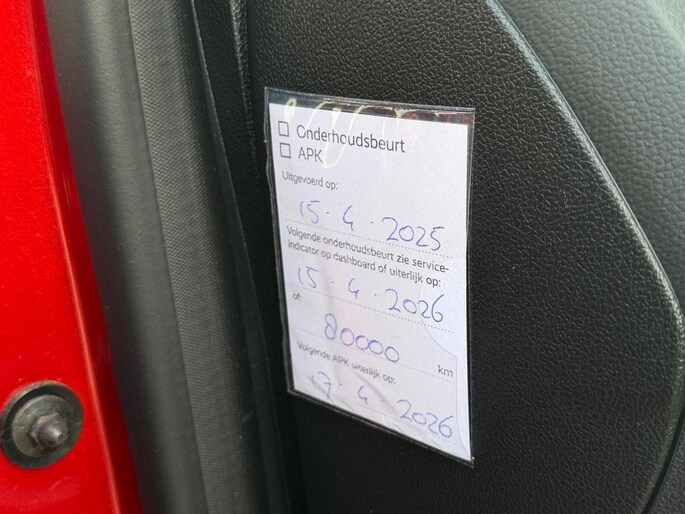 ☐ Onderhoudsbeurt
☐ APK
Uitgevoerd op:
15 - 4 - 2025
Volgende onderhoudsbeurt zie service-
indicator op dashboard of uiterlijk op:
15 - 4 - 2026
of:
80000 km
Volgende APK uiterlijk op:
17 - 4 - 2026